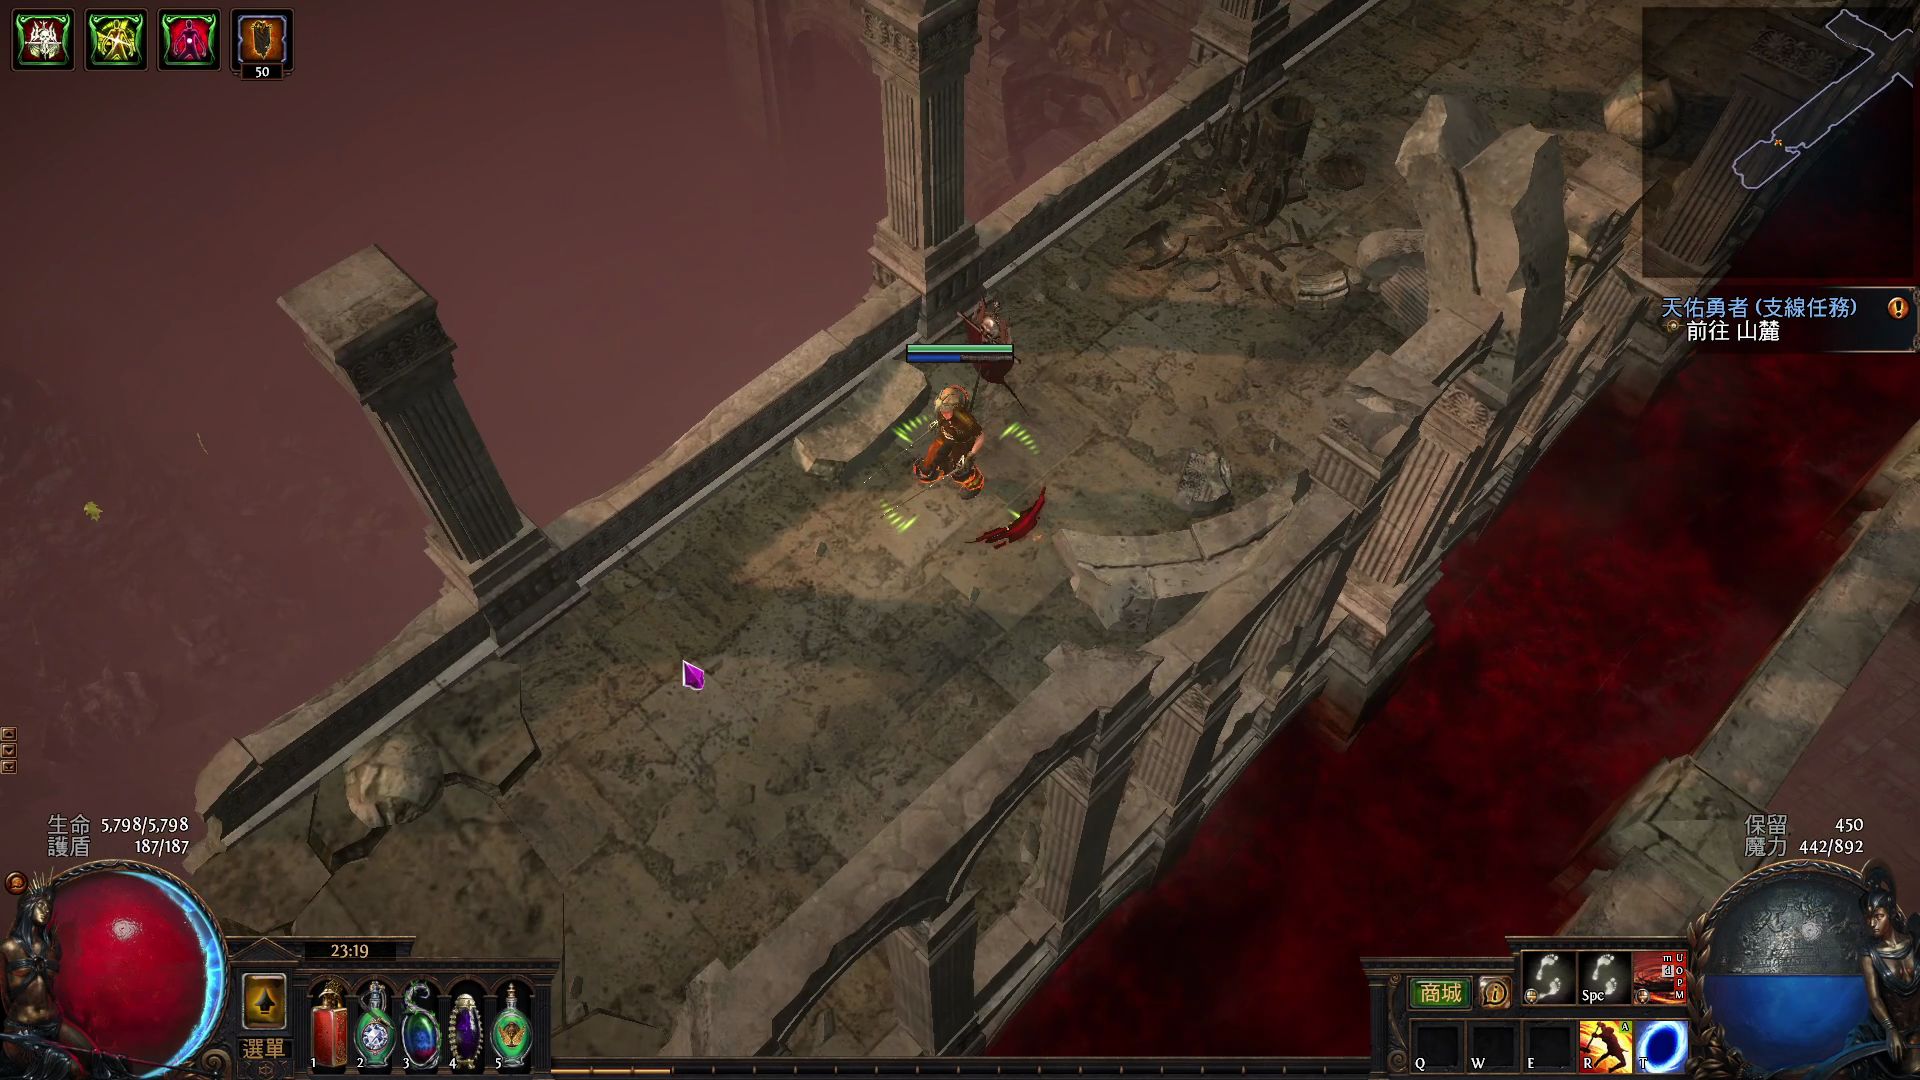 50
天佑勇者 (支線任務)
前往 山麓
生命 5,798/5,798
護盾 187/187
保留 450
魔力 442/892
23:19
選單
1
2
3
4
5
商城
Spc
m U
d O
P
M
Q
W
E
R
A
T